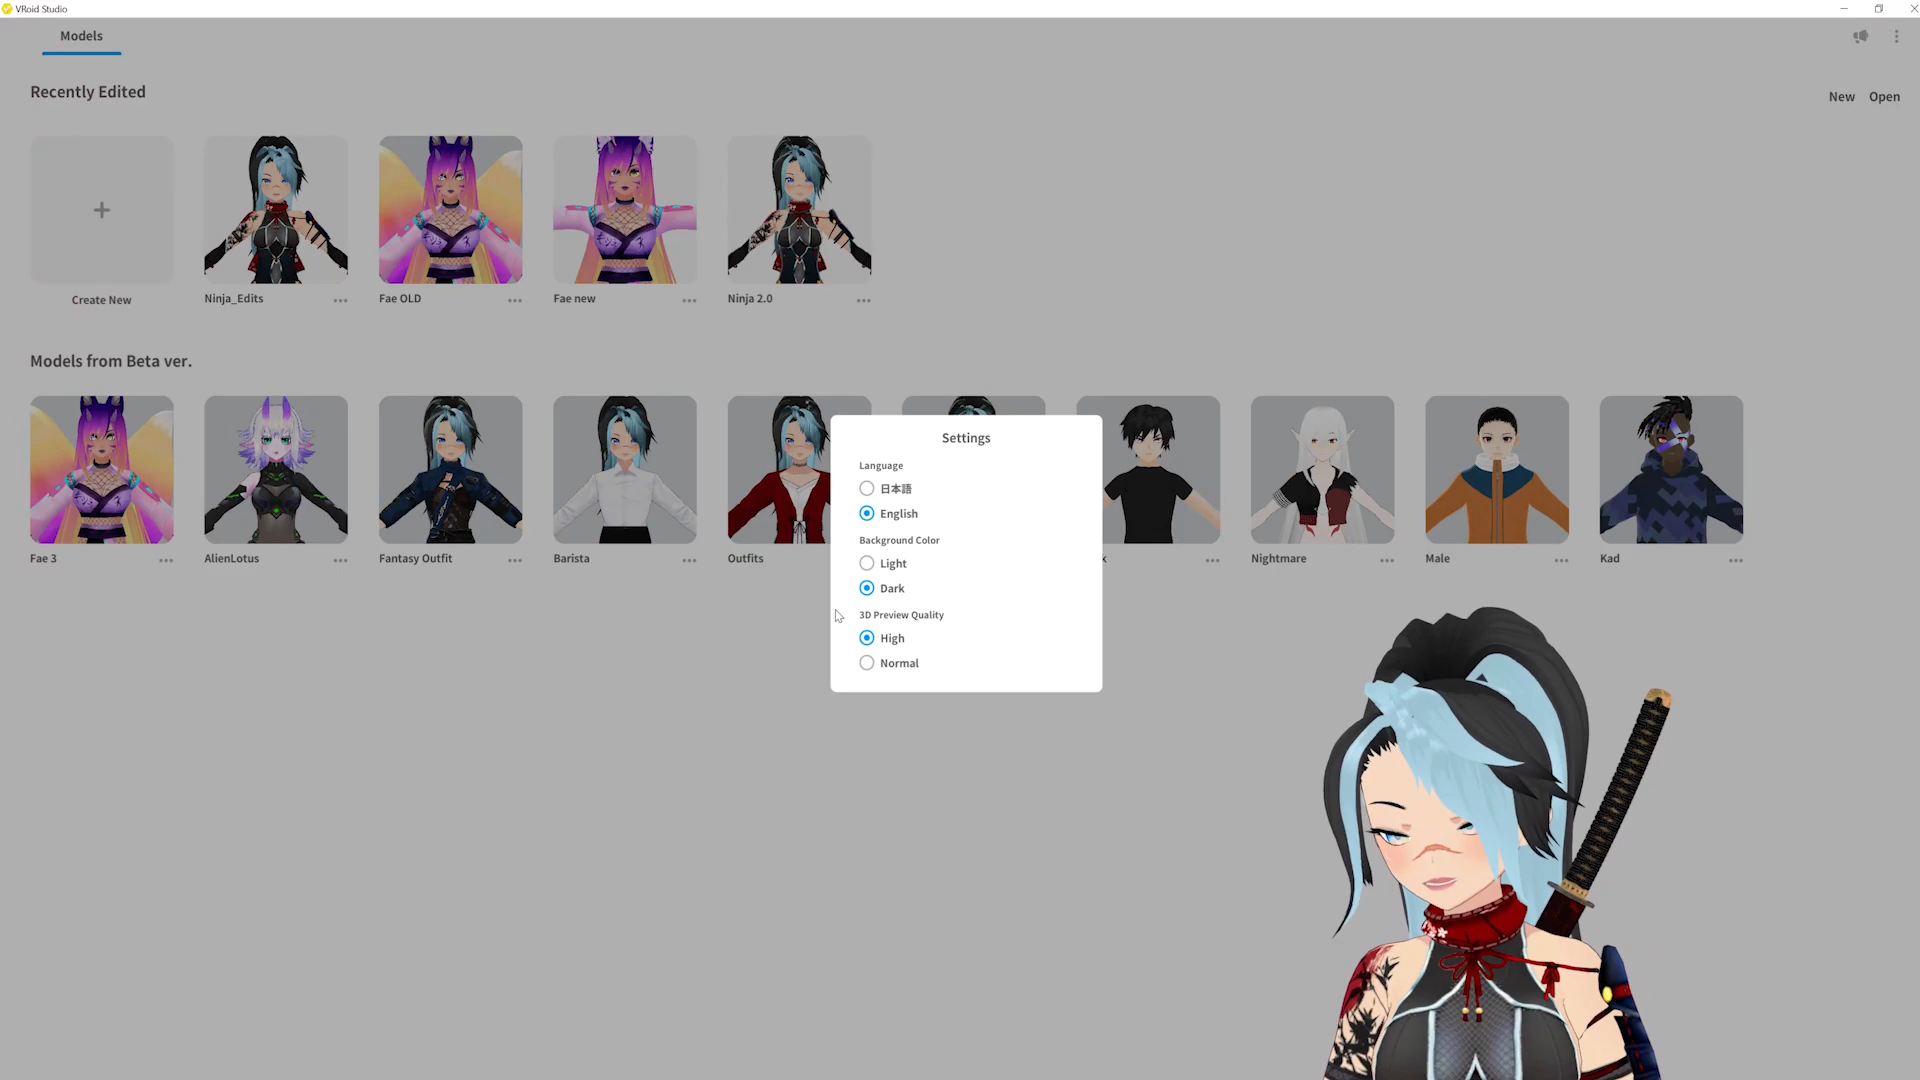 VRoid Studio
Models
Recently Edited
New Open
Create New
Ninja_Edits
Fae OLD
Fae new
Ninja 2.0
Models from Beta ver.
Fae 3
AlienLotus
Fantasy Outfit
Barista
Outfits
Nightmare
Male
Kad
Settings
Language
日本語
English
Background Color
Light
Dark
3D Preview Quality
High
Normal